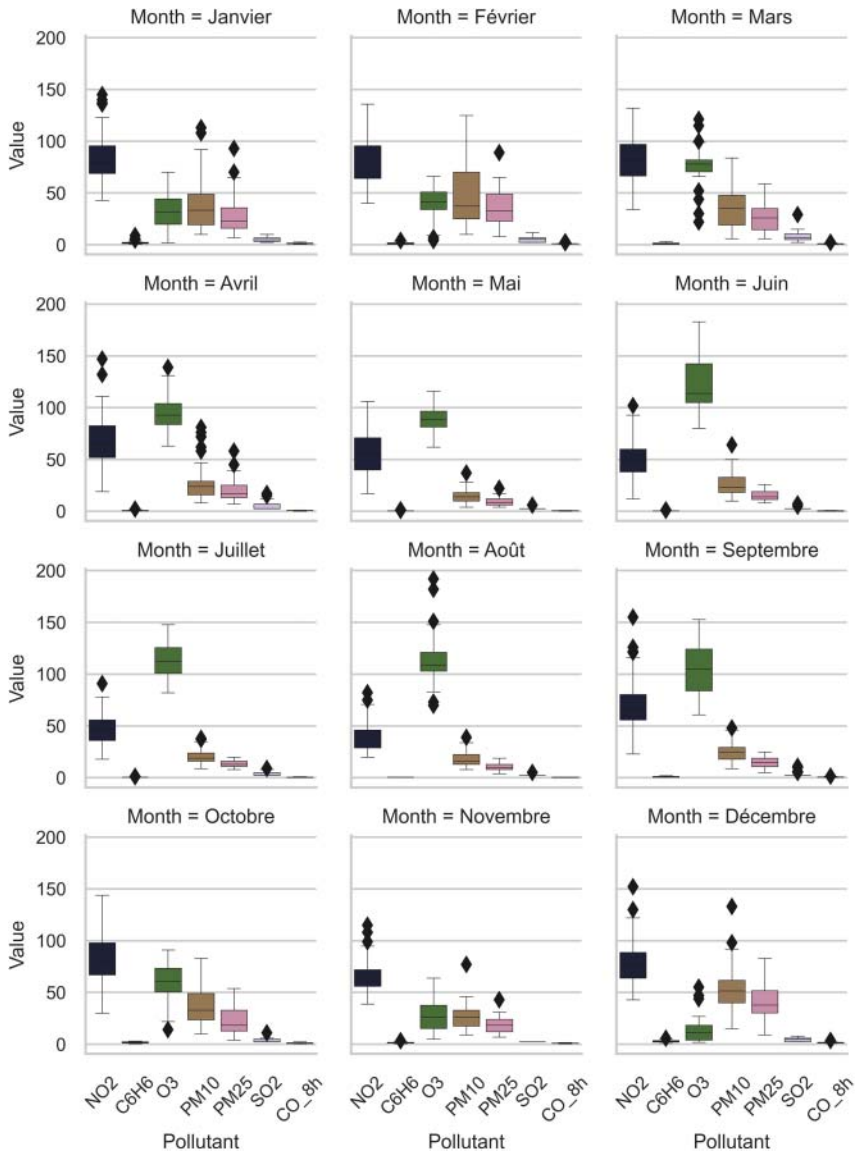 Month = Janvier
Month = Février
Month = Mars
200
150
100
50
0
Value
Month = Avril
Month = Mai
Month = Juin
200
150
100
50
0
Value
Month = Juillet
Month = Août
Month = Septembre
200
150
100
50
0
Value
Month = Octobre
Month = Novembre
Month = Décembre
200
150
100
50
0
Value
NO2 C6H6 O3 PM10 PM25 SO2 CO_8h
NO2 C6H6 O3 PM10 PM25 SO2 CO_8h
NO2 C6H6 O3 PM10 PM25 SO2 CO_8h
Pollutant
Pollutant
Pollutant